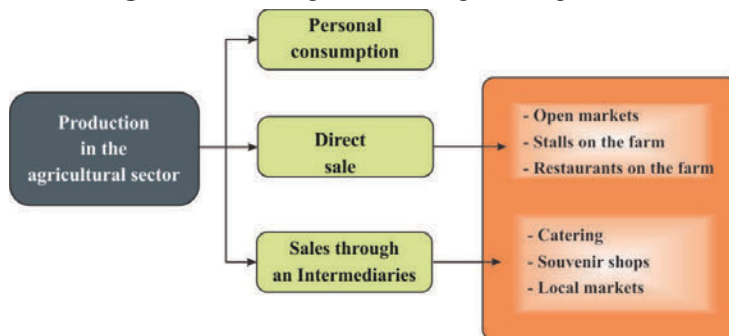 Personal
consumption
Production
in the
agricultural sector
Direct
sale
- Open markets
- Stalls on the farm
- Restaurants on the farm
Sales through
an Intermediaries
- Catering
- Souvenir shops
- Local markets